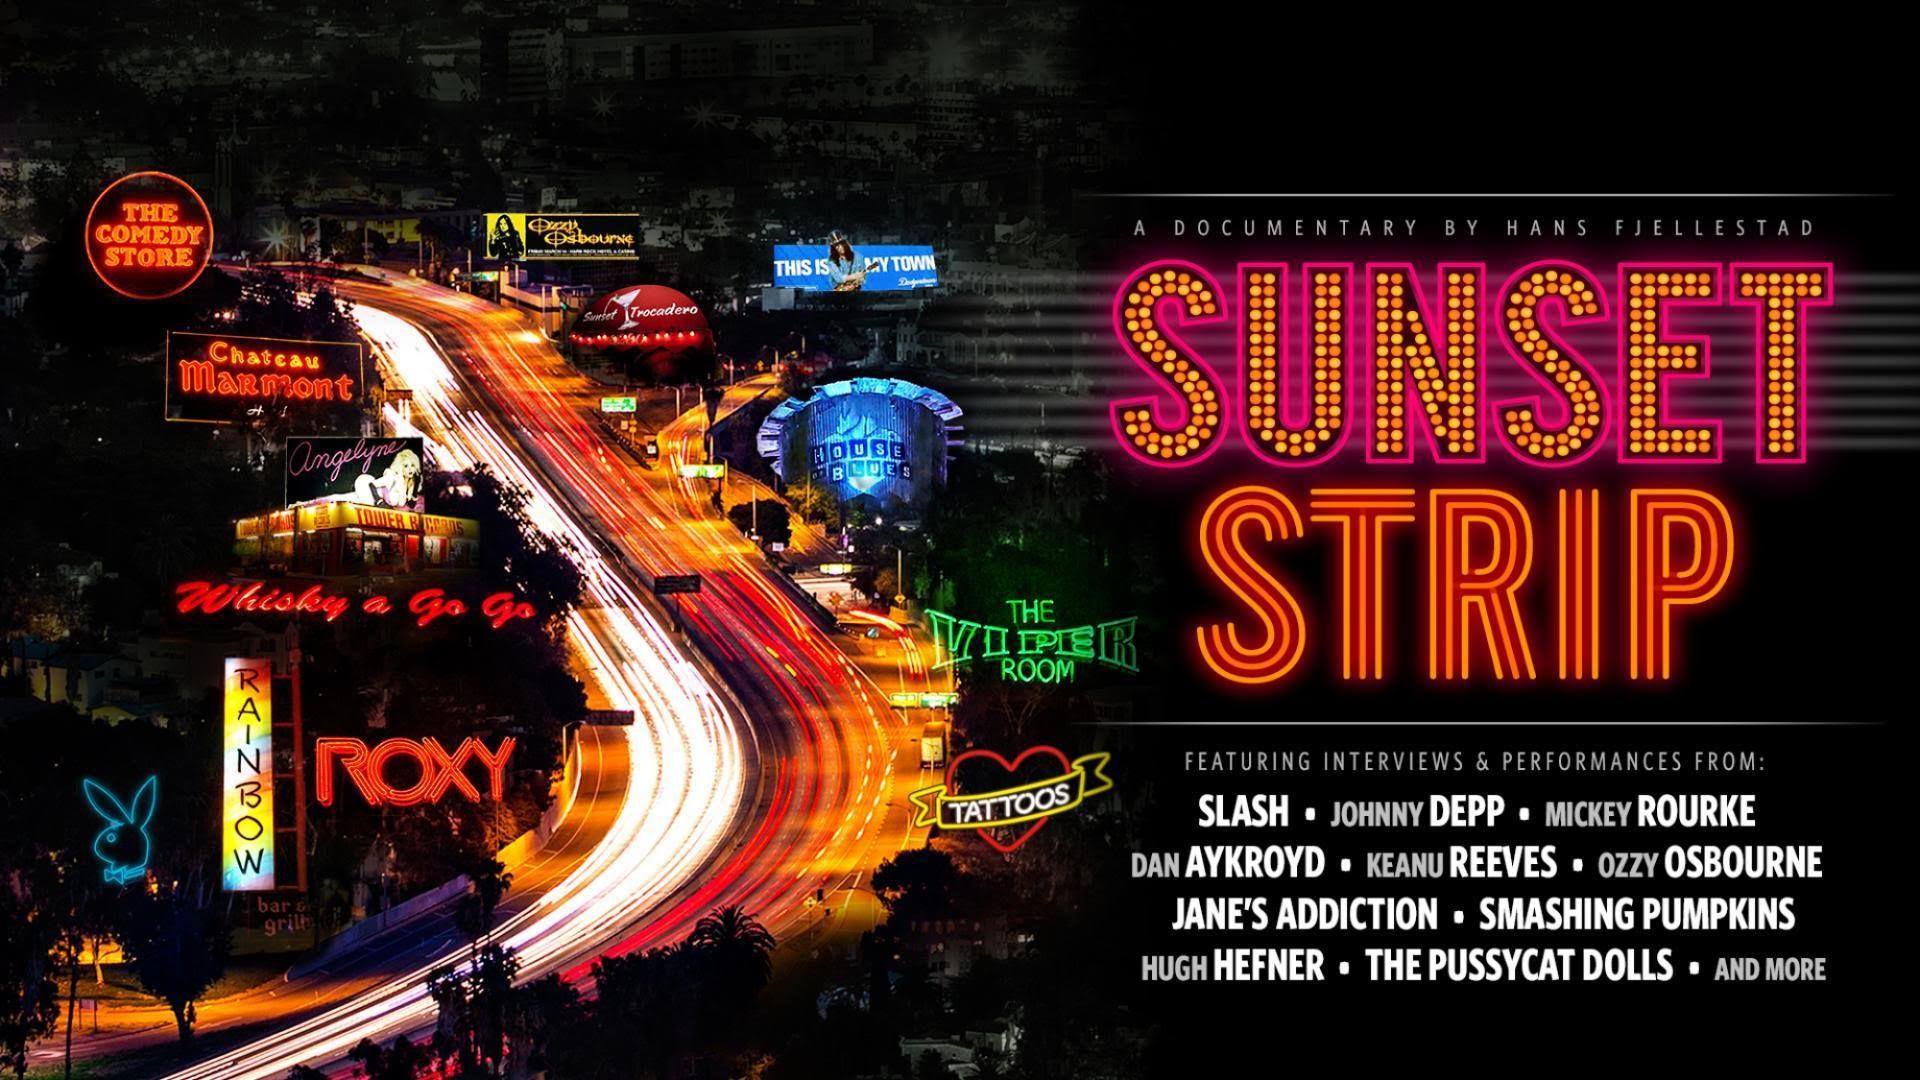 THE
COMEDY
STORE
Chateau
Marmont
Angelyne
TOWER RECORDS
Whisky a Go Go
RAINBOW
bar &
grill
ROXY
Ozzy
Osbourne
THIS IS MY TOWN
Sunset Trocadero
HOUSE
BLUES
THE
VIPER
ROOM
TATTOOS
A DOCUMENTARY BY HANS FJELLESTAD
SUNSET
STRIP
FEATURING INTERVIEWS & PERFORMANCES FROM:
SLASH • JOHNNY DEPP • MICKEY ROURKE
DAN AYKROYD • KEANU REEVES • OZZY OSBOURNE
JANE'S ADDICTION • SMASHING PUMPKINS
HUGH HEFNER • THE PUSSYCAT DOLLS • AND MORE